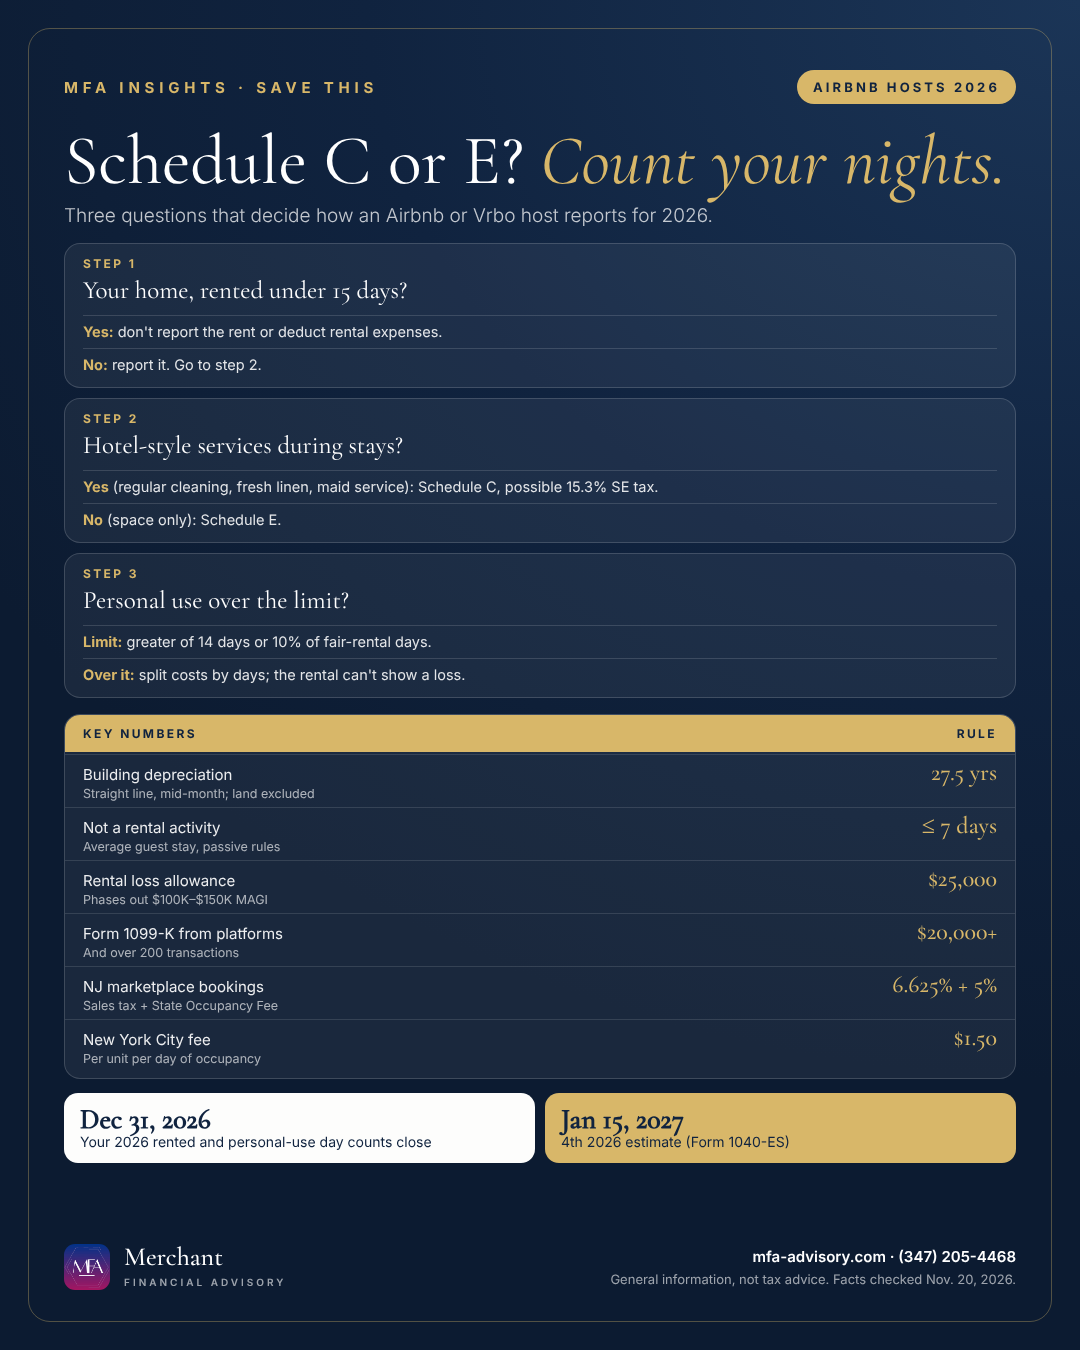 MFA INSIGHTS · SAVE THIS
AIRBNB HOSTS 2026
Schedule C or E? Count your nights.
Three questions that decide how an Airbnb or Vrbo host reports for 2026.
STEP 1
Your home, rented under 15 days?
Yes: don't report the rent or deduct rental expenses.
No: report it. Go to step 2.
STEP 2
Hotel-style services during stays?
Yes (regular cleaning, fresh linen, maid service): Schedule C, possible 15.3% SE tax.
No (space only): Schedule E.
STEP 3
Personal use over the limit?
Limit: greater of 14 days or 10% of fair-rental days.
Over it: split costs by days; the rental can't show a loss.
KEY NUMBERS RULE
Building depreciation 27.5 yrs
Straight line, mid-month; land excluded
Not a rental activity ≤ 7 days
Average guest stay, passive rules
Rental loss allowance $25,000
Phases out $100K–$150K MAGI
Form 1099-K from platforms $20,000+
And over 200 transactions
NJ marketplace bookings 6.625% + 5%
Sales tax + State Occupancy Fee
New York City fee $1.50
Per unit per day of occupancy
Dec 31, 2026
Your 2026 rented and personal-use day counts close
Jan 15, 2027
4th 2026 estimate (Form 1040-ES)
MFA
Merchant
FINANCIAL ADVISORY
mfa-advisory.com · (347) 205-4468
General information, not tax advice. Facts checked Nov. 20, 2026.